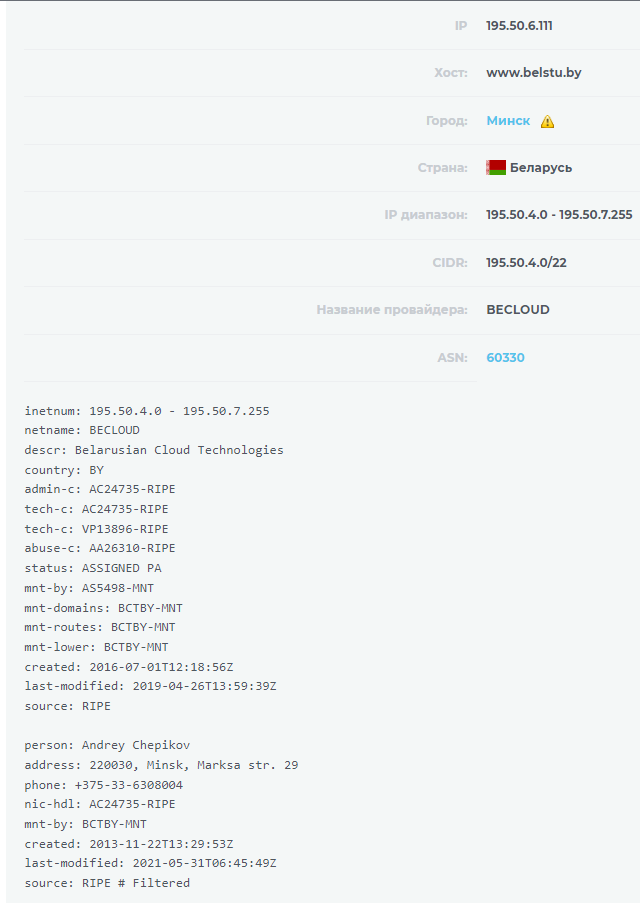 IP 195.50.6.111
Хост: www.belstu.by
Город: Минск
Страна: Беларусь
IP диапазон: 195.50.4.0 - 195.50.7.255
CIDR: 195.50.4.0/22
Название провайдера: BECLOUD
ASN: 60330
inetnum: 195.50.4.0 - 195.50.7.255
netname: BECLOUD
descr: Belarusian Cloud Technologies
country: BY
admin-c: AC24735-RIPE
tech-c: AC24735-RIPE
tech-c: VP13896-RIPE
abuse-c: AA26310-RIPE
status: ASSIGNED PA
mnt-by: AS5498-MNT
mnt-domains: BCTBY-MNT
mnt-routes: BCTBY-MNT
mnt-lower: BCTBY-MNT
created: 2016-07-01T12:18:56Z
last-modified: 2019-04-26T13:59:39Z
source: RIPE
person: Andrey Chepikov
address: 220030, Minsk, Marksa str. 29
phone: +375-33-6308004
nic-hdl: AC24735-RIPE
mnt-by: BCTBY-MNT
created: 2013-11-22T13:29:53Z
last-modified: 2021-05-31T06:45:49Z
source: RIPE # Filtered